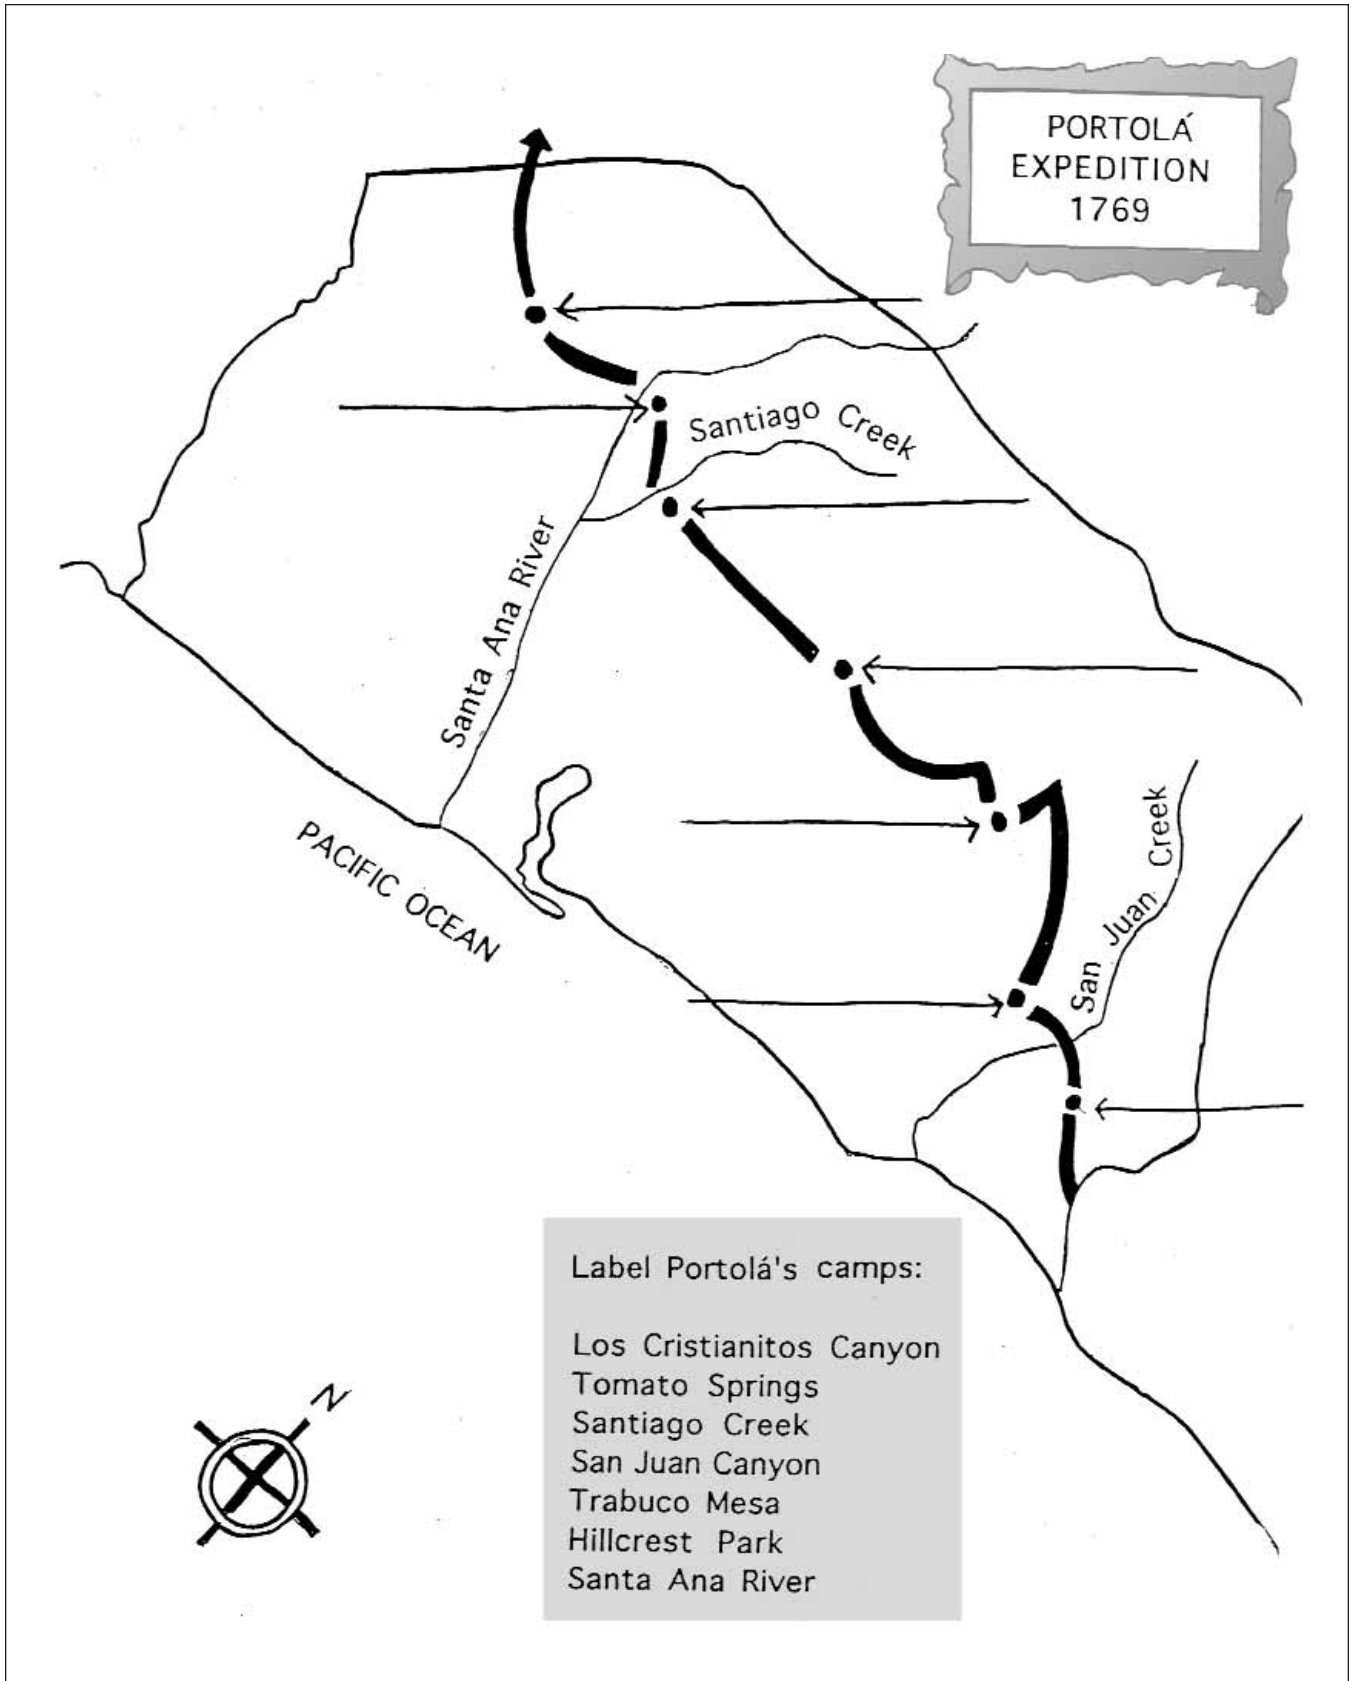 PORTOLÁ
EXPEDITION
1769
Santiago Creek
Santa Ana River
PACIFIC OCEAN
San Juan Creek
Label Portolá's camps:
Los Cristianitos Canyon
Tomato Springs
Santiago Creek
San Juan Canyon
Trabuco Mesa
Hillcrest Park
Santa Ana River
N